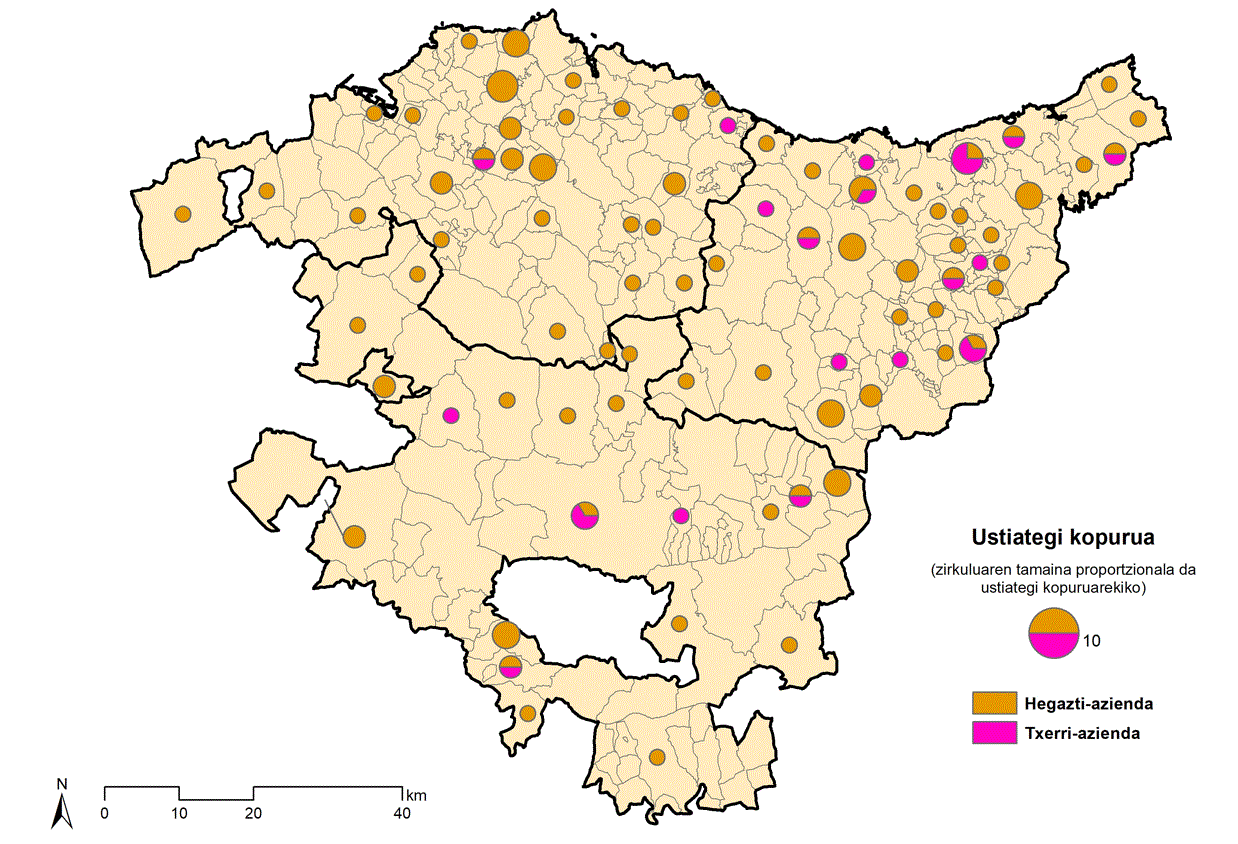 Ustiategi kopurua
(zirkuluaren tamaina proportzionala da
ustiategi kopuruarekiko)
10
Hegazti-azienda
Txerri-azienda
N
km
0 10 20 40